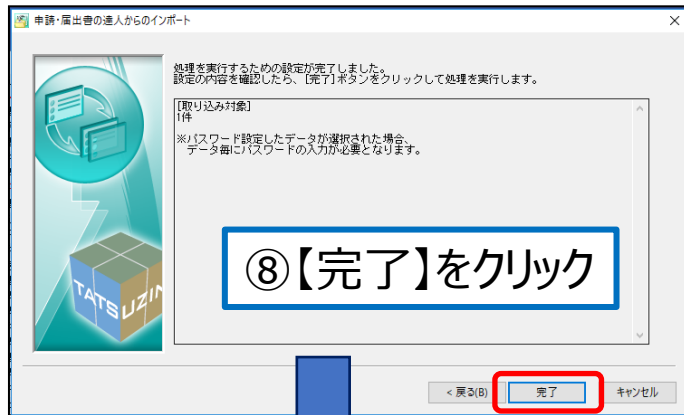 申請・届出書の達人からのインポート
処理を実行するための設定が完了しました。
設定の内容を確認したら、[完了]ボタンをクリックして処理を実行します。
[取り込み対象]
1件
※パスワード設定したデータが選択された場合、
データ毎にパスワードの入力が必要となります。
⑧【完了】をクリック
TATSUZIN
< 戻る(B)
完了
キャンセル